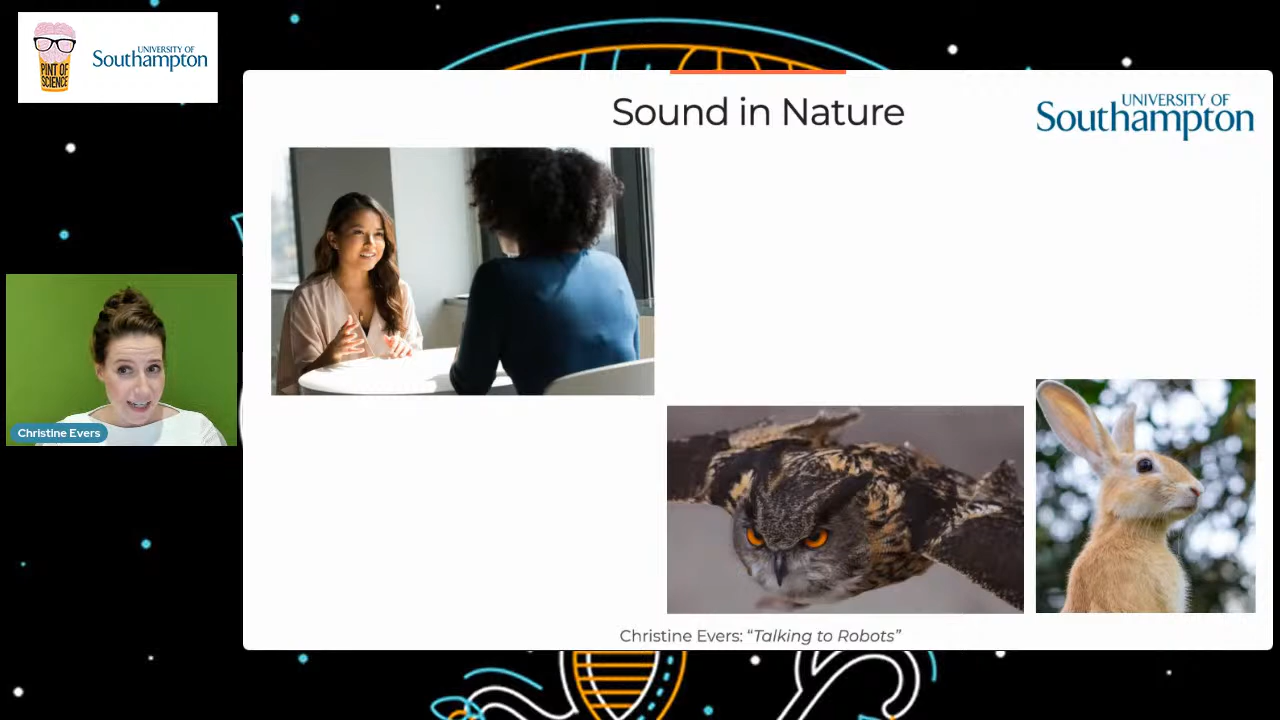 PINT OF
SCIENCE
UNIVERSITY OF
Southampton
Sound in Nature
UNIVERSITY OF
Southampton
Christine Evers
Christine Evers: “Talking to Robots”